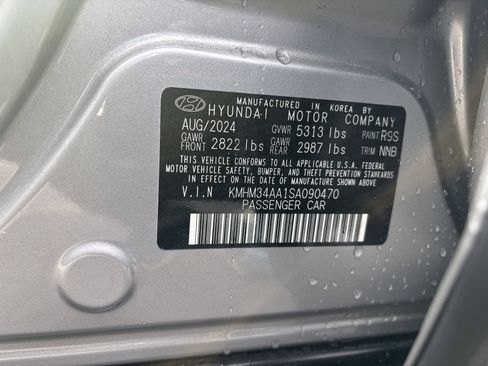 MANUFACTURED IN KOREA BY
HYUNDAI MOTOR COMPANY
AUG/2024 GVWR 5313 lbs PAINT R9S
GAWR FRONT 2822 lbs GAWR REAR 2987 lbs TRIM NNB
THIS VEHICLE CONFORMS TO ALL APPLICABLE U.S.A. FEDERAL
MOTOR VEHICLE SAFETY, BUMPER, AND THEFT PREVENTION
STANDARDS IN EFFECT ON THE DATE OF MANUFACTURE SHOWN ABOVE.
V.I.N KMHM34AA1SA090470
PASSENGER CAR